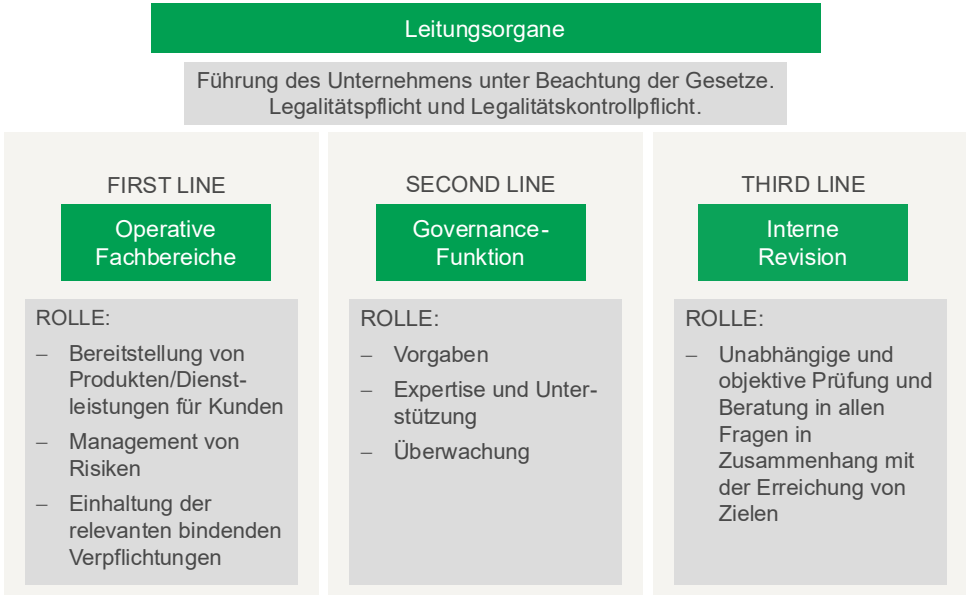 Leitungsorgane
Führung des Unternehmens unter Beachtung der Gesetze.
Legalitätspflicht und Legalitätskontrollpflicht.
FIRST LINE
Operative
Fachbereiche
ROLLE:
– Bereitstellung von
Produkten/Dienst-
leistungen für Kunden
– Management von
Risiken
– Einhaltung der
relevanten bindenden
Verpflichtungen
SECOND LINE
Governance-
Funktion
ROLLE:
– Vorgaben
– Expertise und Unter-
stützung
– Überwachung
THIRD LINE
Interne
Revision
ROLLE:
– Unabhängige und
objektive Prüfung und
Beratung in allen
Fragen in
Zusammenhang mit
der Erreichung von
Zielen